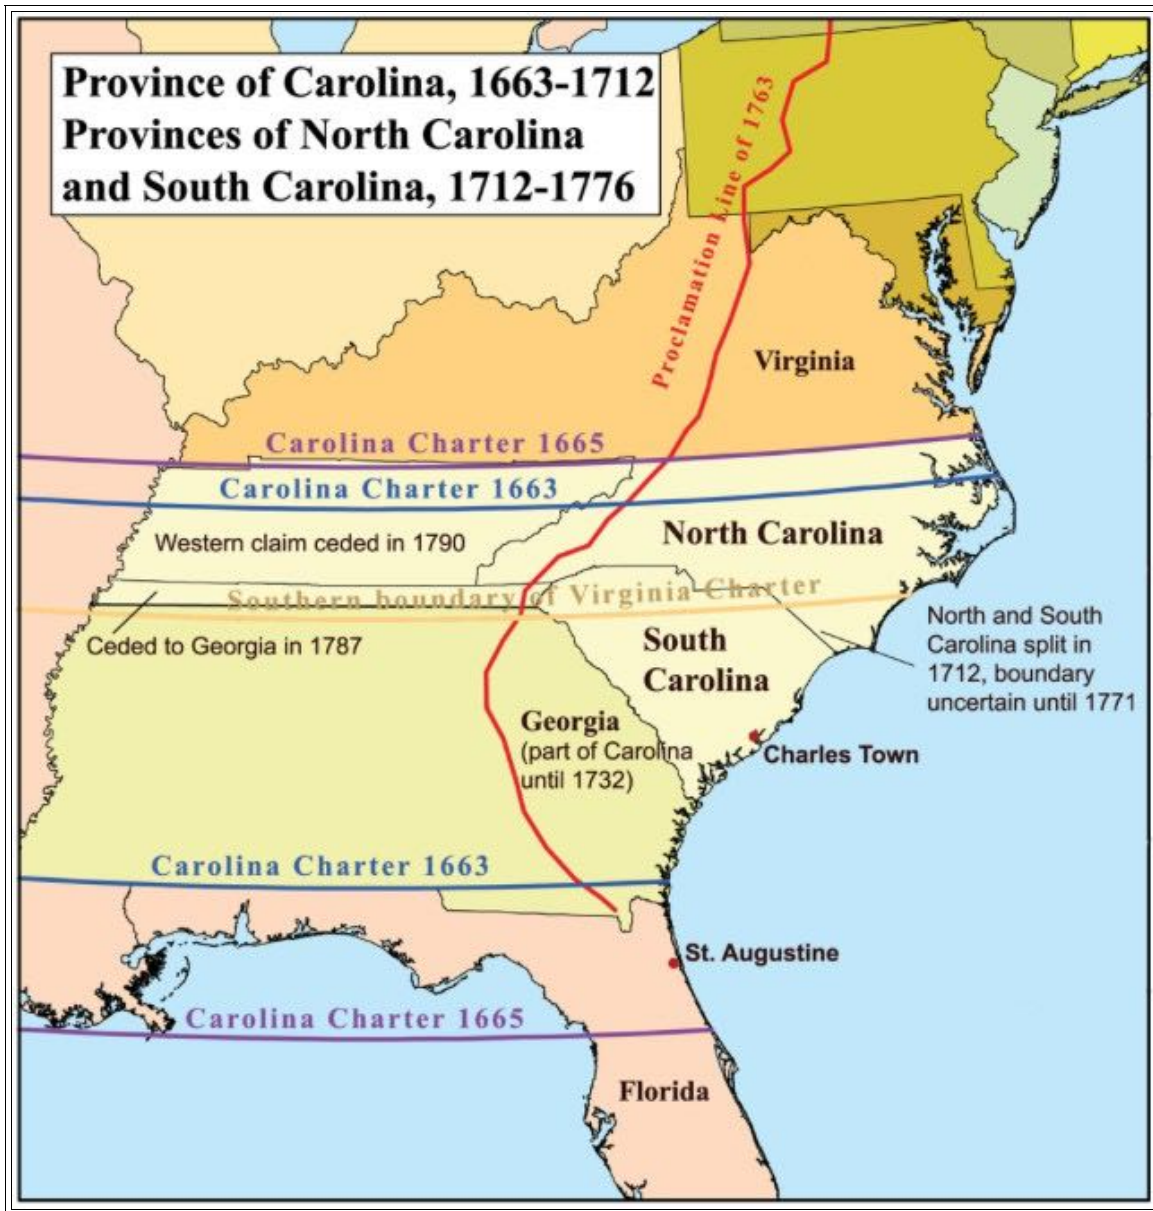 Province of Carolina, 1663-1712
Provinces of North Carolina
and South Carolina, 1712-1776
Proclamation Line of 1763
Virginia
Carolina Charter 1665
Carolina Charter 1663
Western claim ceded in 1790
North Carolina
Southern boundary of Virginia Charter
Ceded to Georgia in 1787
South
Carolina
North and South
Carolina split in
1712, boundary
uncertain until 1771
Georgia
(part of Carolina
until 1732)
Charles Town
Carolina Charter 1663
St. Augustine
Carolina Charter 1665
Florida